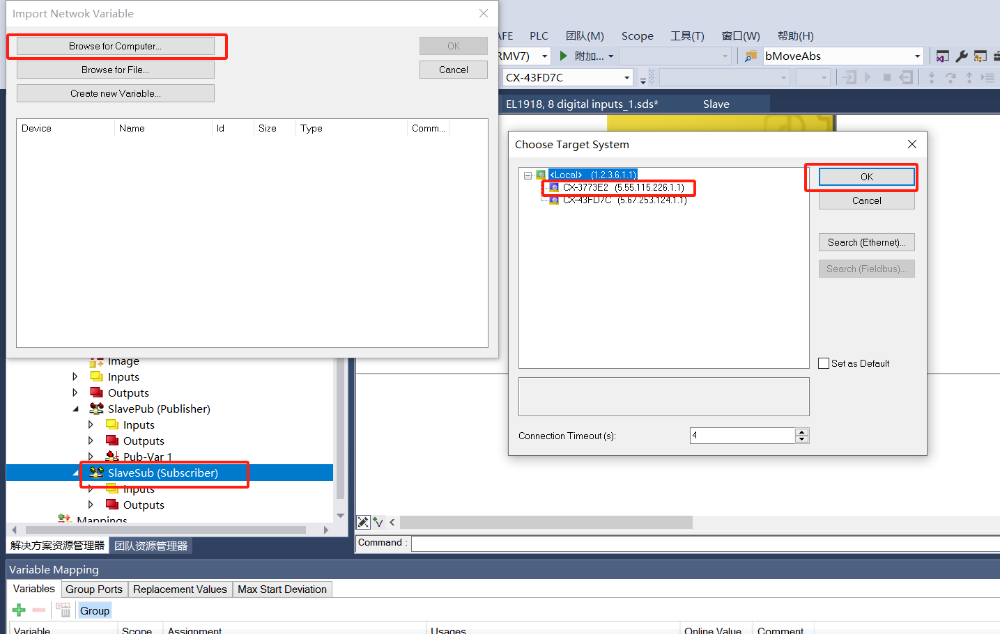 Import Netwok Variable
Browse for Computer...
Browse for File...
Create new Variable...
OK
Cancel
Device Name Id Size Type Comm...
AFE PLC 团队(M) Scope 工具(T) 窗口(W) 帮助(H)
RMV7) 附加... bMoveAbs
CX-43FD7C
EL1918, 8 digital inputs_1.sds* Slave
Choose Target System
<Local> (1.2.3.6.1.1)
CX-3773E2 (5.55.115.226.1.1)
CX-43FD7C (5.67.253.124.1.1)
OK
Cancel
Search (Ethernet)...
Search (Fieldbus)...
Set as Default
Connection Timeout (s): 4
Image
Inputs
Outputs
SlavePub (Publisher)
Inputs
Outputs
Pub-Var 1
SlaveSub (Subscriber)
Inputs
Outputs
Mappings
解决方案资源管理器 团队资源管理器
Command :
Variable Mapping
Variables Group Ports Replacement Values Max Start Deviation
Group
Variable Scope Assignment Usages Online Value Comment